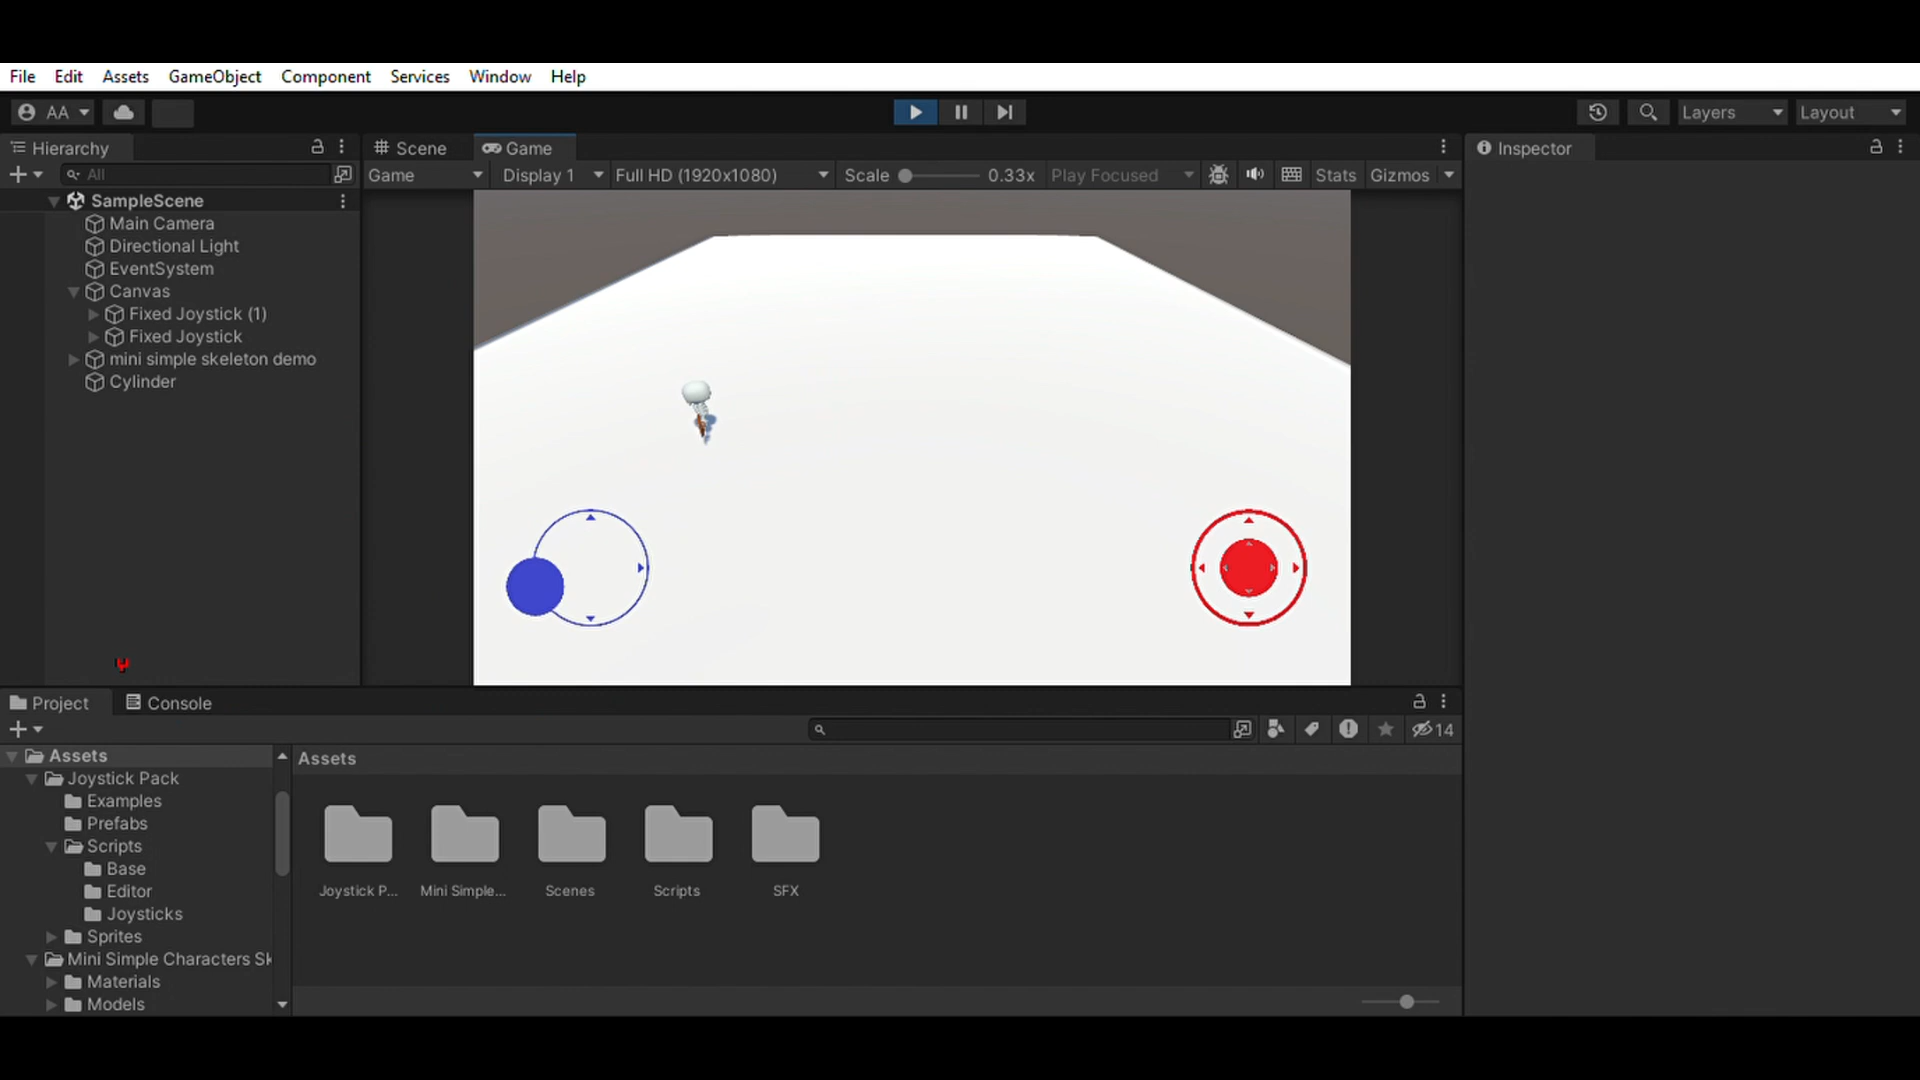 File Edit Assets GameObject Component Services Window Help
AA Layers Layout
Hierarchy Scene Game Inspector
All Game Display 1 Full HD (1920x1080) Scale 0.33x Play Focused Stats Gizmos
SampleScene
Main Camera
Directional Light
EventSystem
Canvas
Fixed Joystick (1)
Fixed Joystick
mini simple skeleton demo
Cylinder
Project Console
14
Assets
Joystick Pack
Examples
Prefabs
Scripts
Base
Editor
Joysticks
Sprites
Mini Simple Characters Sk
Materials
Models
Assets
Joystick P... Mini Simple... Scenes Scripts SFX